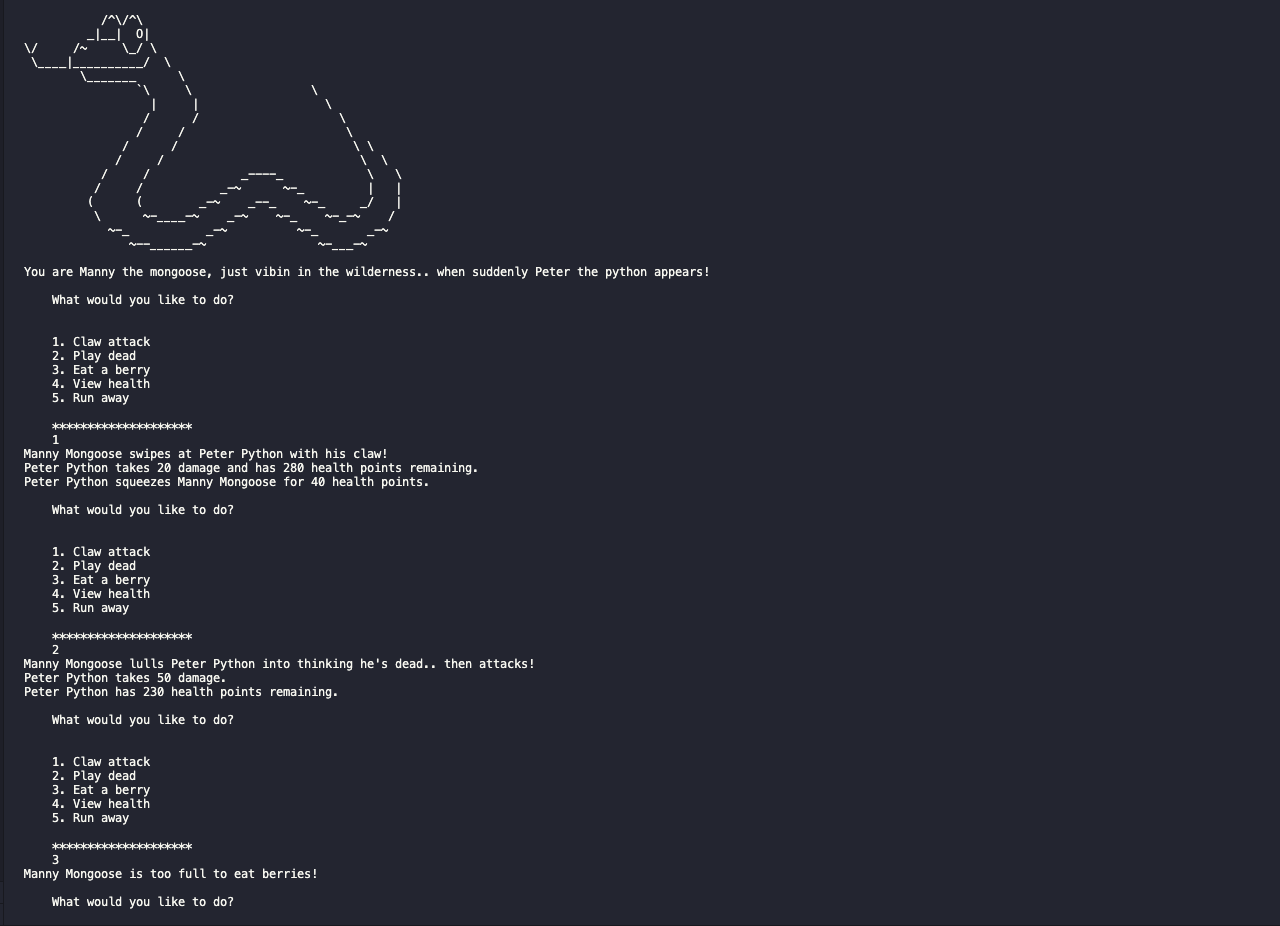 You are Manny the mongoose, just vibin in the wilderness.. when suddenly Peter the python appears!
What would you like to do?
1. Claw attack
2. Play dead
3. Eat a berry
4. View health
5. Run away
********************
1
Manny Mongoose swipes at Peter Python with his claw!
Peter Python takes 20 damage and has 280 health points remaining.
Peter Python squeezes Manny Mongoose for 40 health points.
What would you like to do?
1. Claw attack
2. Play dead
3. Eat a berry
4. View health
5. Run away
********************
2
Manny Mongoose lulls Peter Python into thinking he's dead.. then attacks!
Peter Python takes 50 damage.
Peter Python has 230 health points remaining.
What would you like to do?
1. Claw attack
2. Play dead
3. Eat a berry
4. View health
5. Run away
********************
3
Manny Mongoose is too full to eat berries!
What would you like to do?